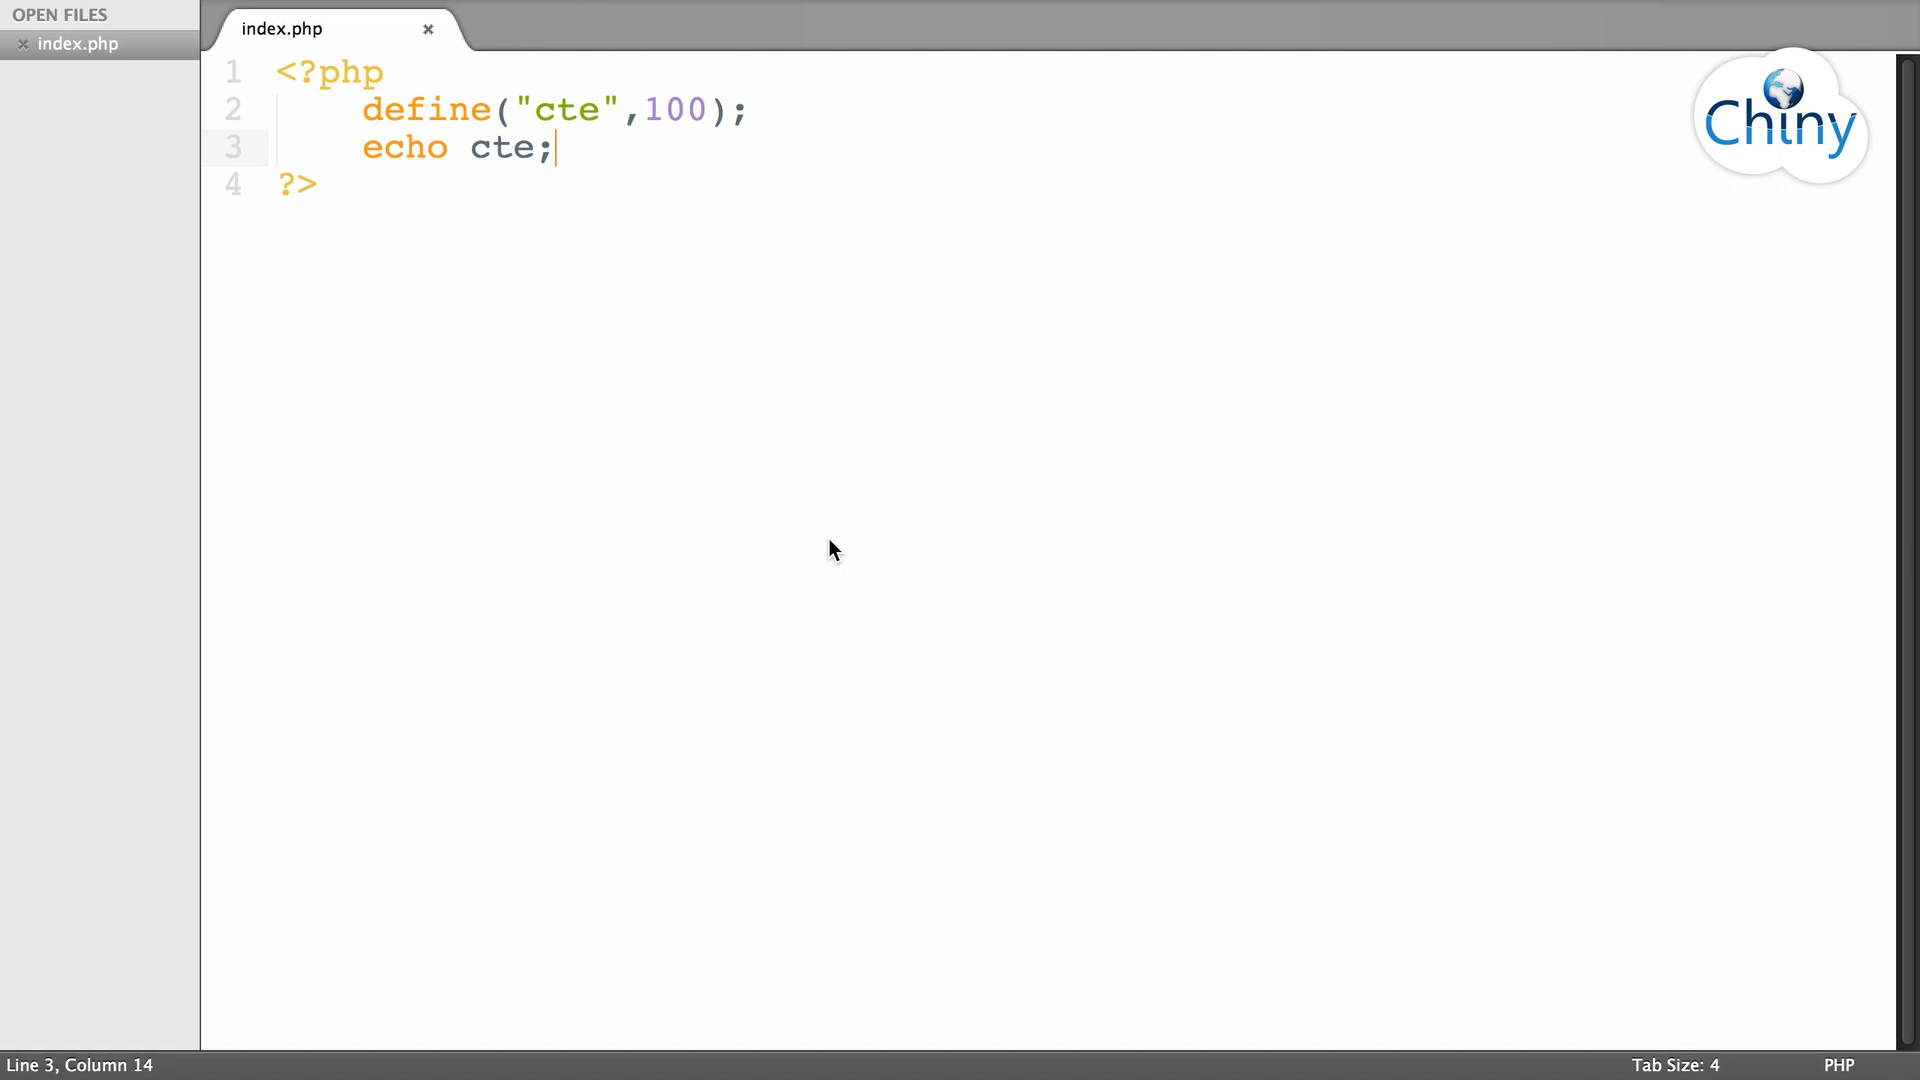 OPEN FILES
index.php
index.php
1 <?php
2 define("cte",100);
3 echo cte;
4 ?>
Chiny
Line 3, Column 14
Tab Size: 4
PHP